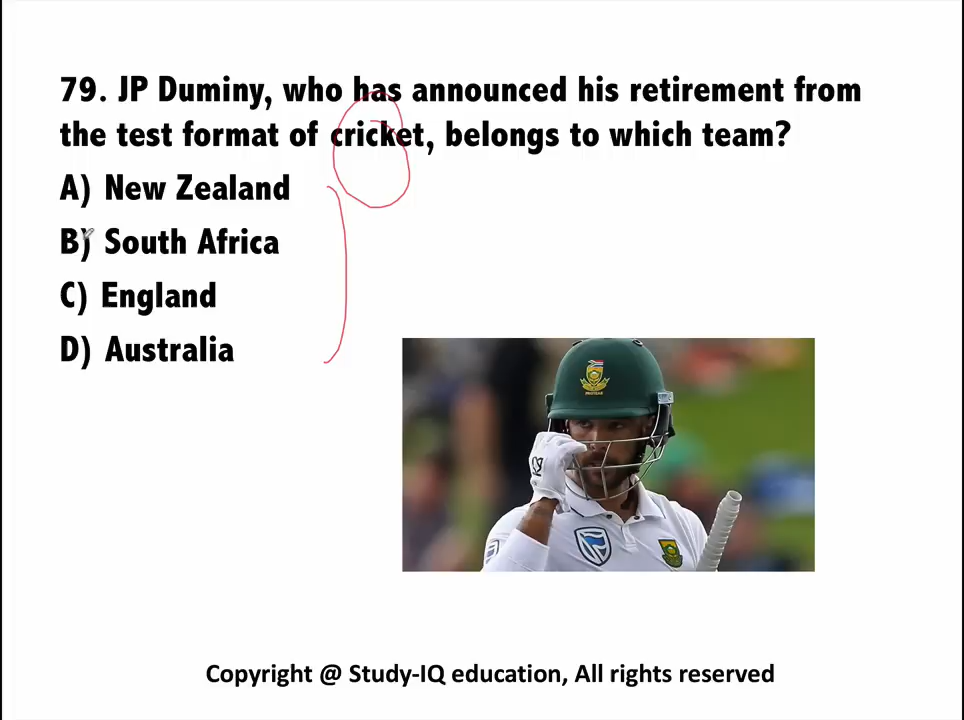 79. JP Duminy, who has announced his retirement from
the test format of cricket, belongs to which team?
A) New Zealand
B) South Africa
C) England
D) Australia
Copyright @ Study-IQ education, All rights reserved